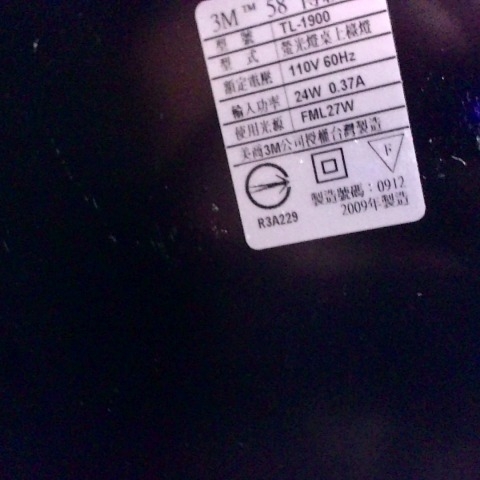 3M™ 58°
型 號 TL-1900
型 式 螢光燈桌上檯燈
額定電壓 110V 60Hz
輸入功率 24W 0.37A
使用光源 FML27W
美商3M公司授權台灣製造
F
R3A229
製造號碼：0912
2009年製造